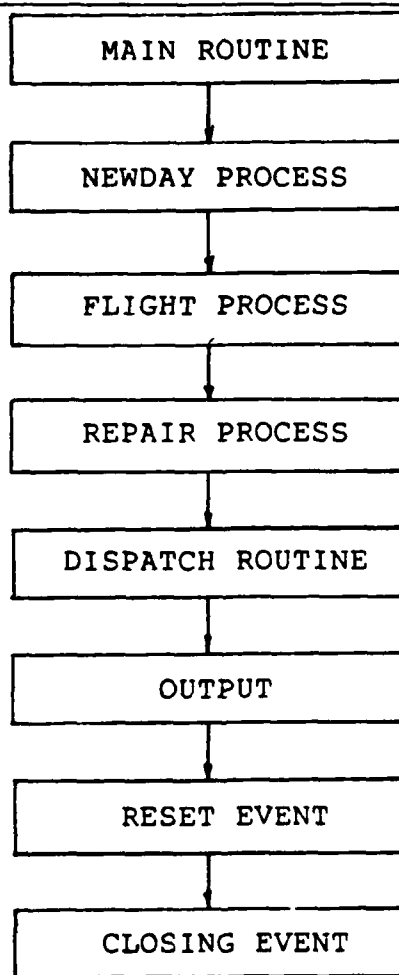 MAIN ROUTINE
NEWDAY PROCESS
FLIGHT PROCESS
REPAIR PROCESS
DISPATCH ROUTINE
OUTPUT
RESET EVENT
CLOSING EVENT